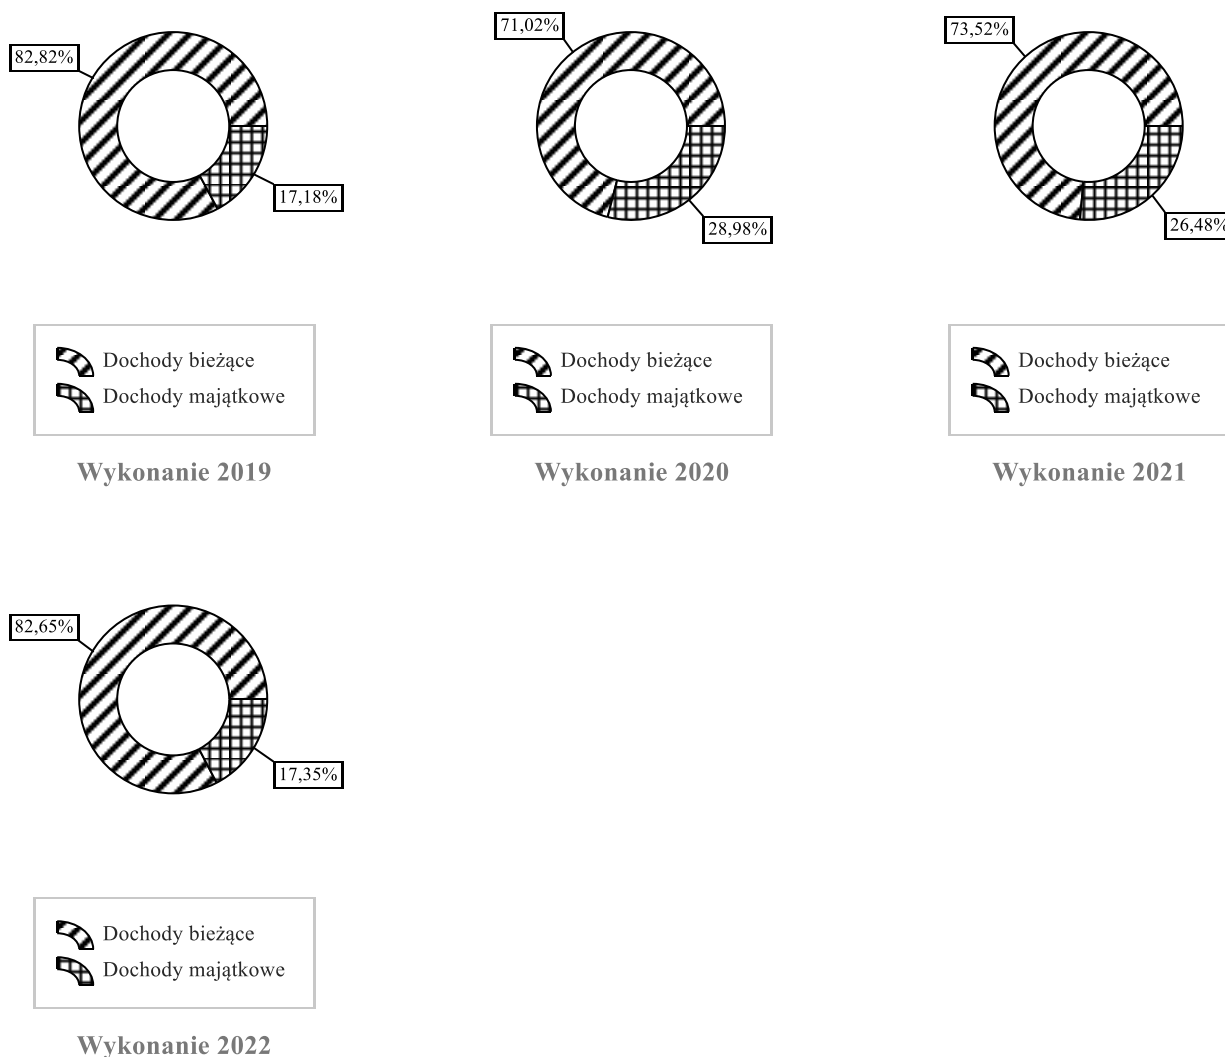 82,82%
17,18%
Dochody bieżące
Dochody majątkowe
Wykonanie 2019
71,02%
28,98%
Dochody bieżące
Dochody majątkowe
Wykonanie 2020
73,52%
26,48%
Dochody bieżące
Dochody majątkowe
Wykonanie 2021
82,65%
17,35%
Dochody bieżące
Dochody majątkowe
Wykonanie 2022